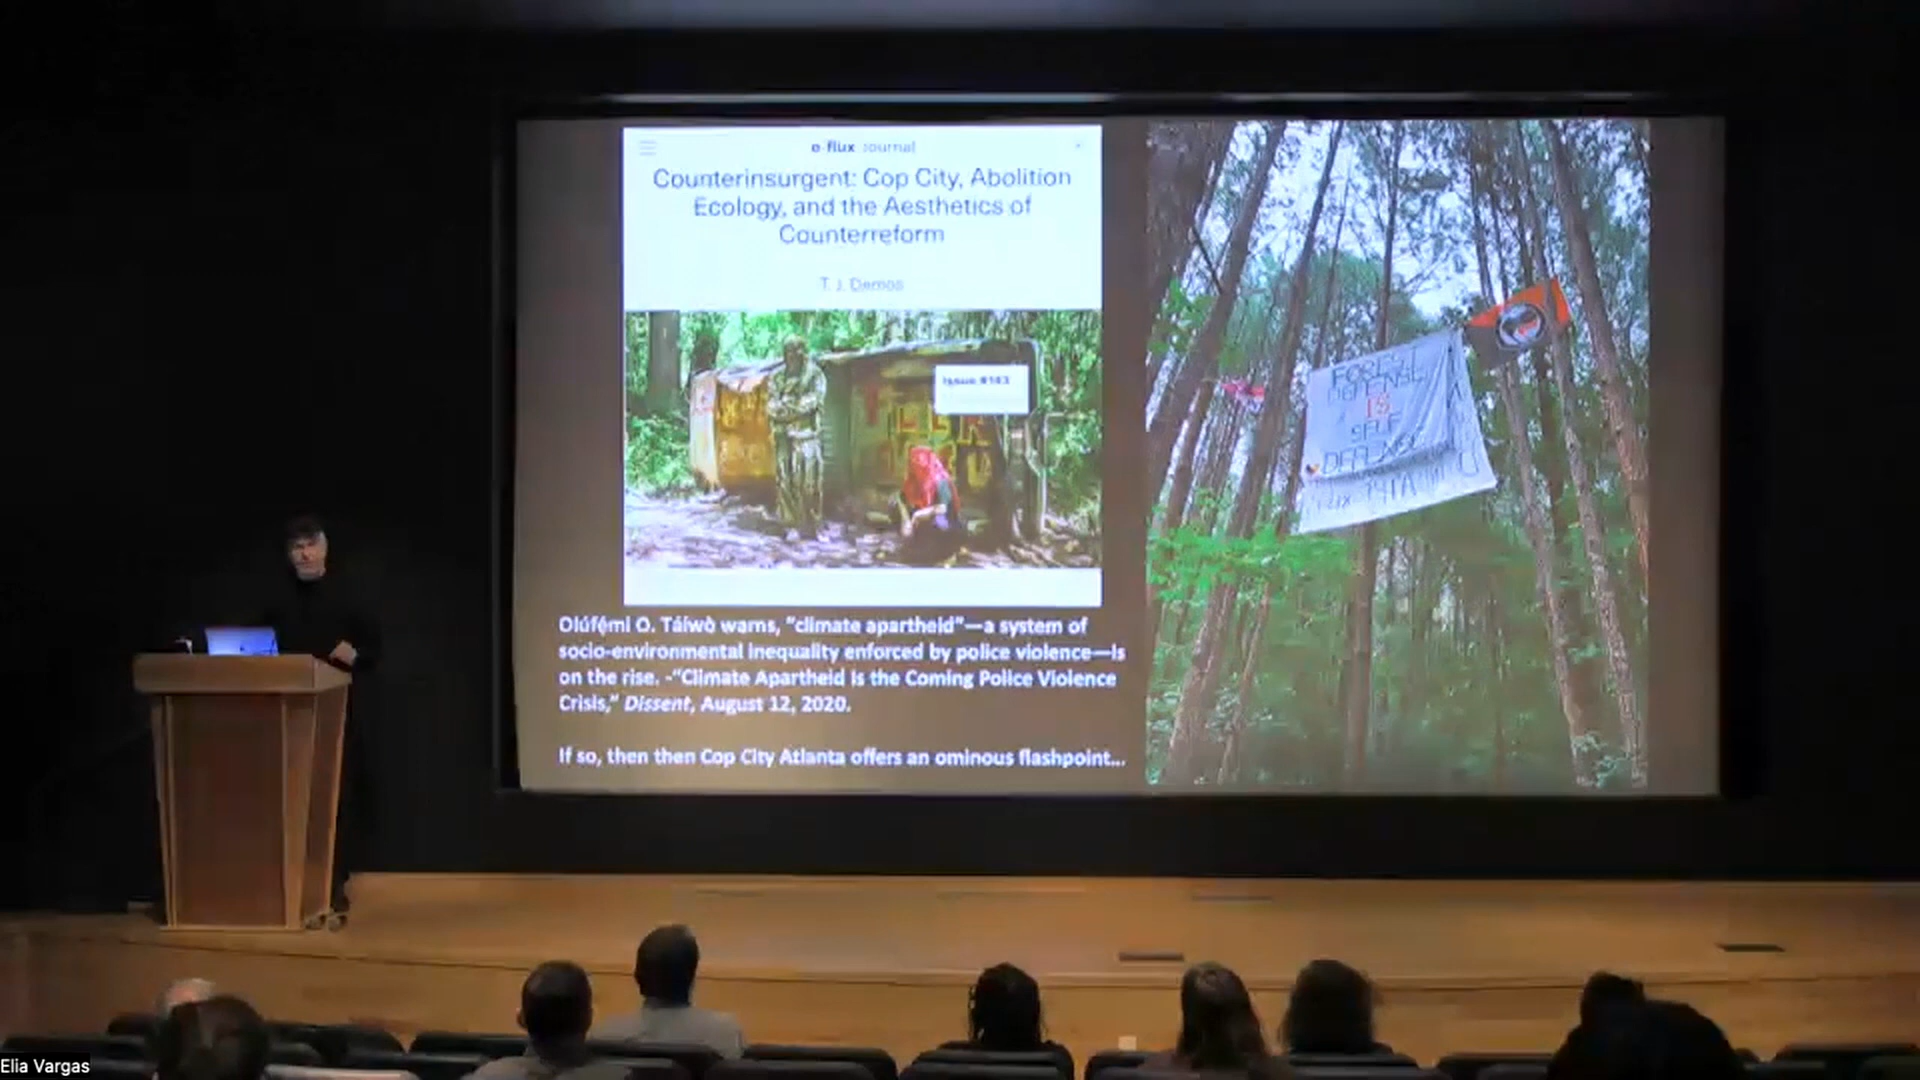 e-flux Journal
Counterinsurgent: Cop City, Abolition
Ecology, and the Aesthetics of
Counterreform
T. J. Demos
Issue #143
Olúfẹ́mi O. Táíwò warns, "climate apartheid"—a system of
socio-environmental inequality enforced by police violence—is
on the rise. -"Climate Apartheid Is the Coming Police Violence
Crisis," Dissent, August 12, 2020.
If so, then then Cop City Atlanta offers an ominous flashpoint...
FOREST
DEFENSE
IS
SELF
DEFENSE
Elia Vargas